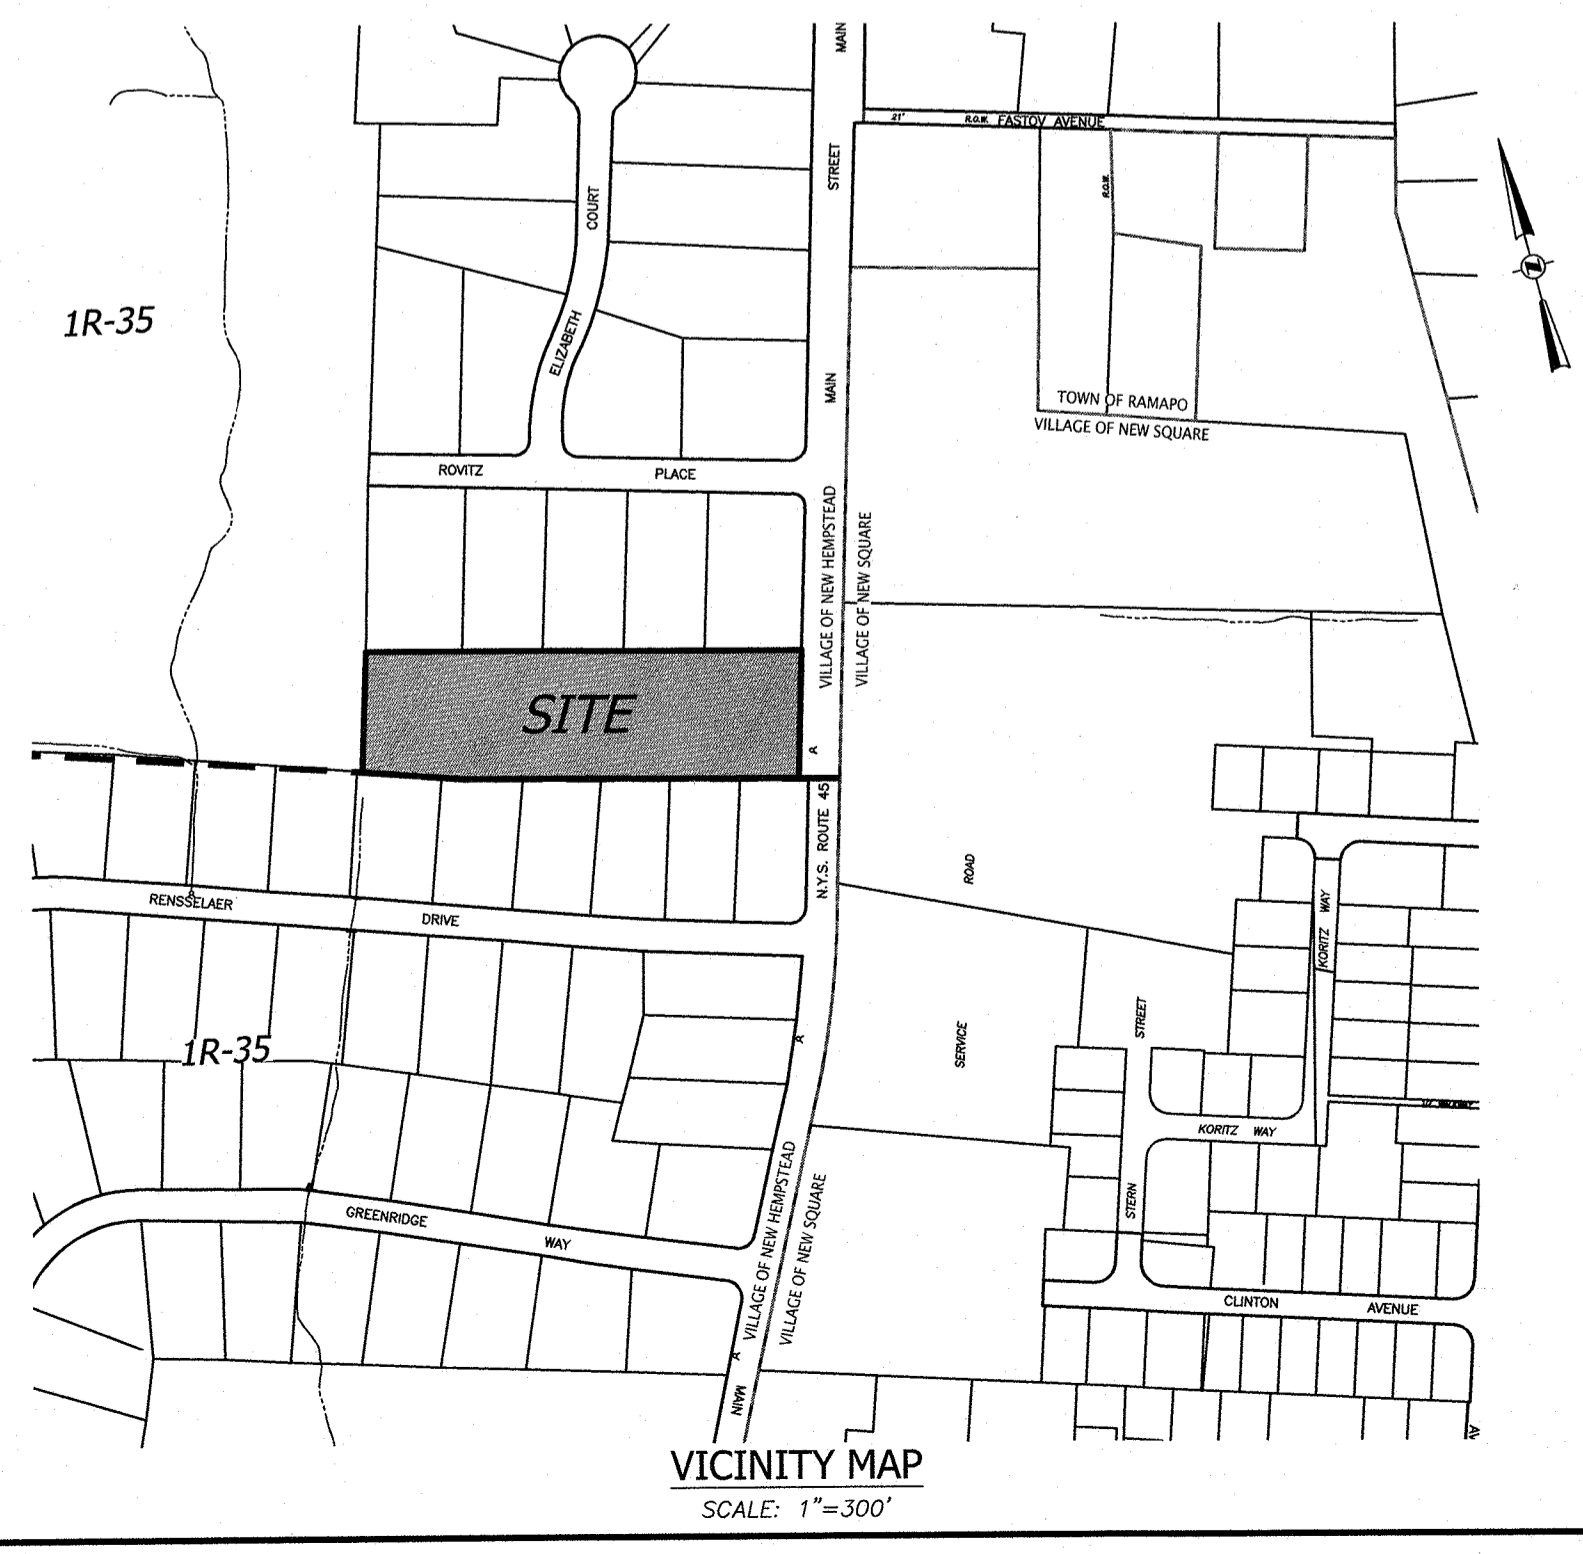 MAIN
21' R.O.W. FASTOV AVENUE
STREET
R.O.W.
COURT
1R-35
ELIZABETH
MAIN
TOWN OF RAMAPO
VILLAGE OF NEW SQUARE
ROVITZ PLACE
VILLAGE OF NEW HEMPSTEAD
VILLAGE OF NEW SQUARE
SITE
N.Y.S. ROUTE 45
ROAD
RENSSELAER DRIVE
KORITZ WAY
SERVICE
STREET
1R-35
KORITZ WAY
STERN
GREENRIDGE WAY
VILLAGE OF NEW HEMPSTEAD
VILLAGE OF NEW SQUARE
CLINTON AVENUE
MAIN
AV
VICINITY MAP
SCALE: 1"=300'